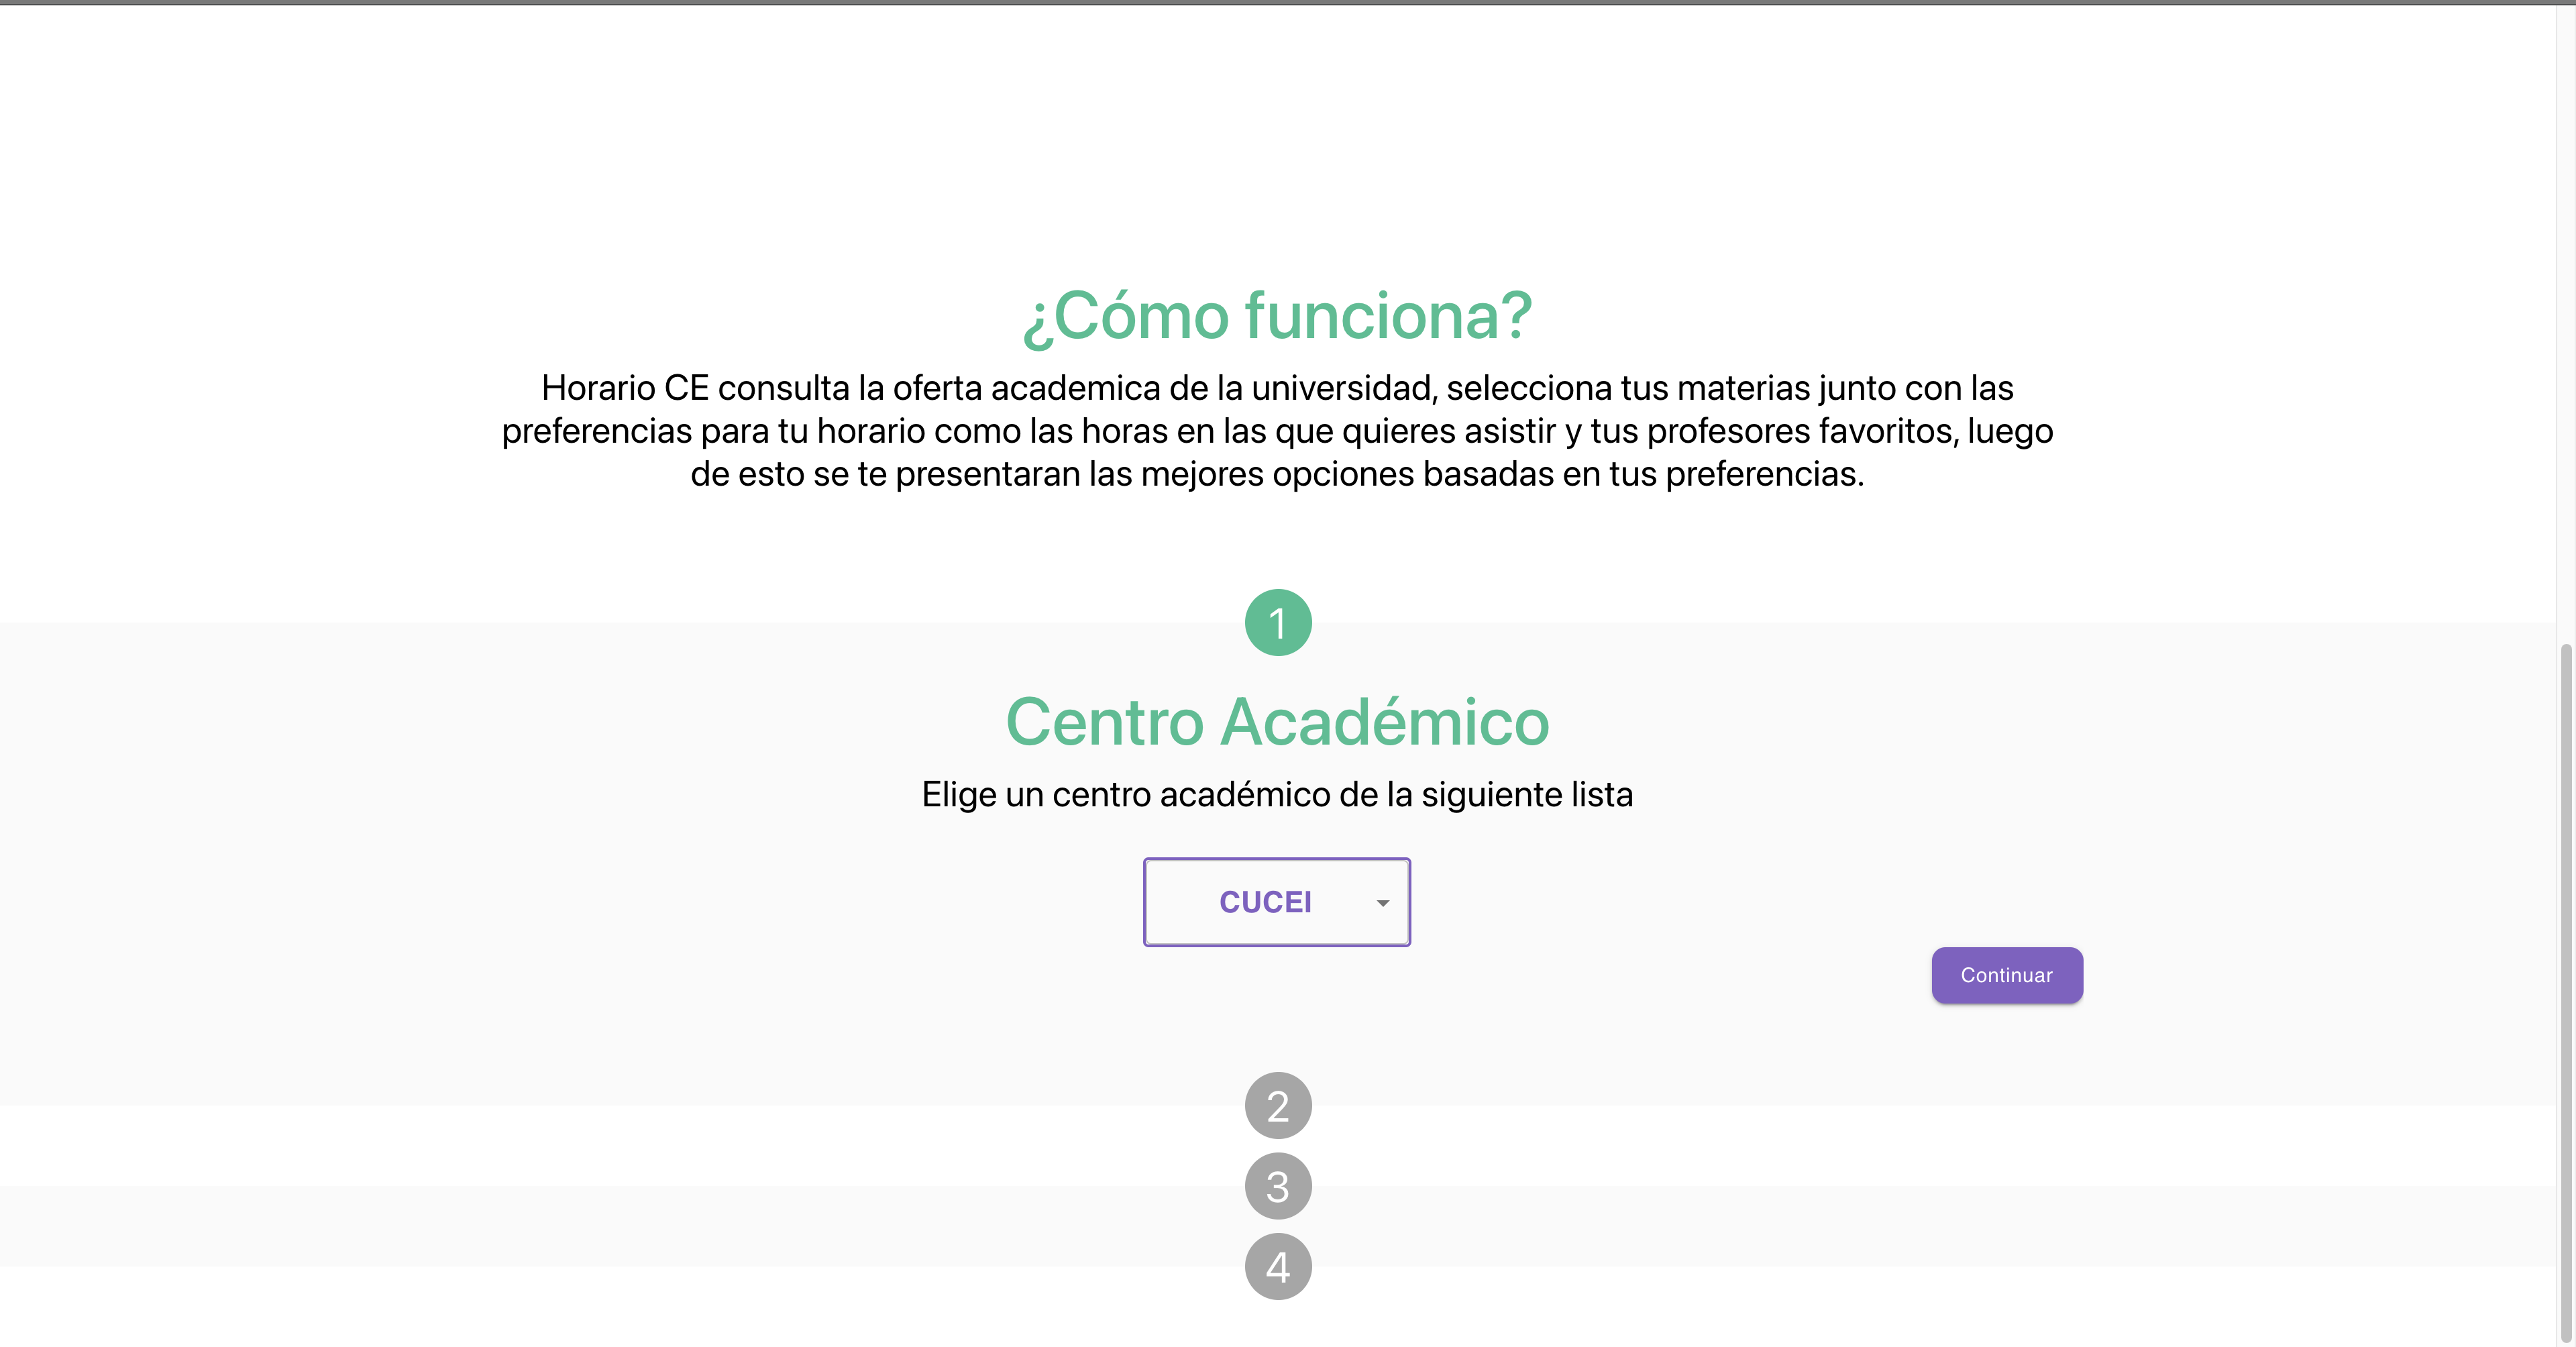 ¿Cómo funciona?
Horario CE consulta la oferta academica de la universidad, selecciona tus materias junto con las
preferencias para tu horario como las horas en las que quieres asistir y tus profesores favoritos, luego
de esto se te presentaran las mejores opciones basadas en tus preferencias.
1
Centro Académico
Elige un centro académico de la siguiente lista
CUCEI
Continuar
2
3
4